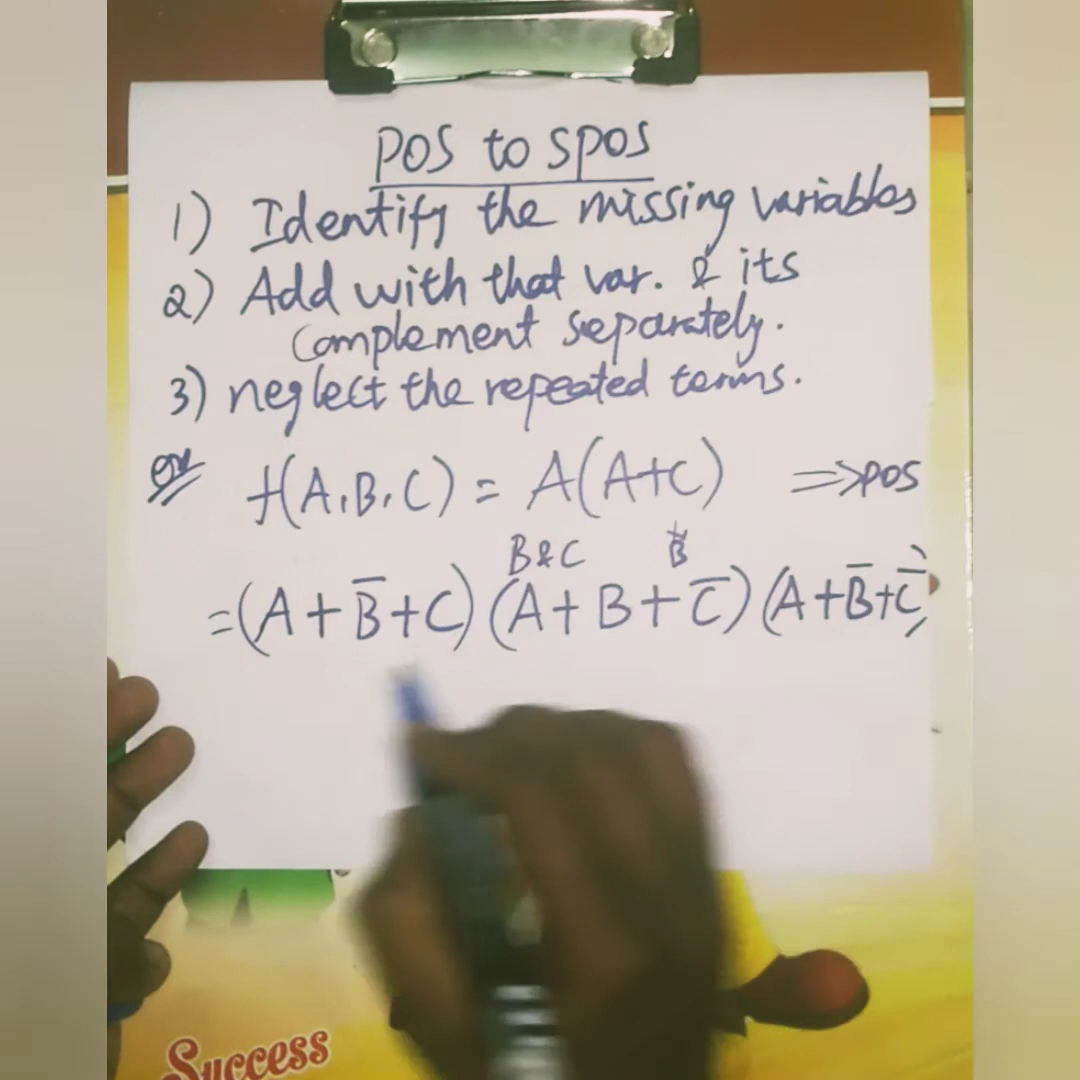 POS to SPOS
1) Identify the missing variables
2) Add with that var. & its
complement separately.
3) neglect the repeated terms.
ex f(A,B,C) = A(A+C) => POS
B&C B
=(A+B̅+C)(A+B+C̅)(A+B̅+C̅)
Success